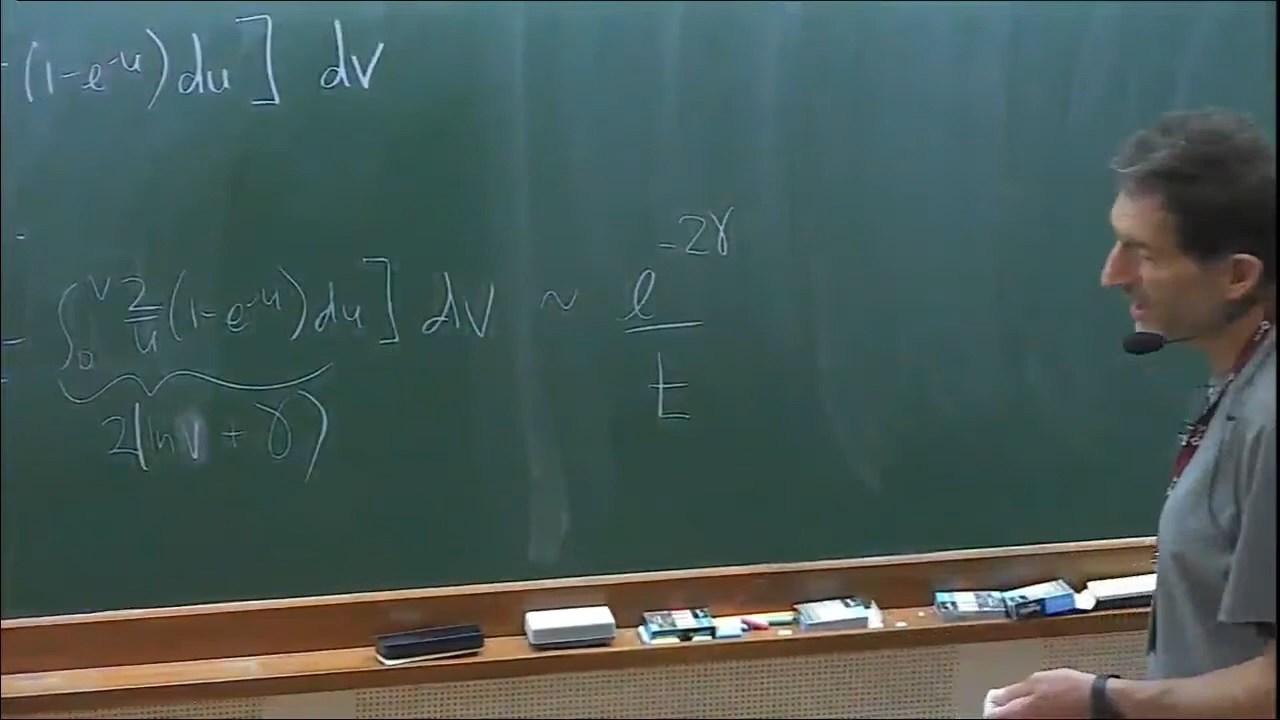 (1-e^{-u}) du ] dv
∫_0^v 2/u (1-e^{-u}) du ] dv ~ e^{-2γ} / t
2(ln v + γ)